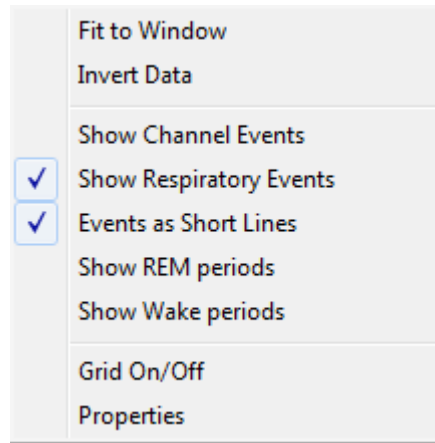 Fit to Window
Invert Data
Show Channel Events
Show Respiratory Events
Events as Short Lines
Show REM periods
Show Wake periods
Grid On/Off
Properties